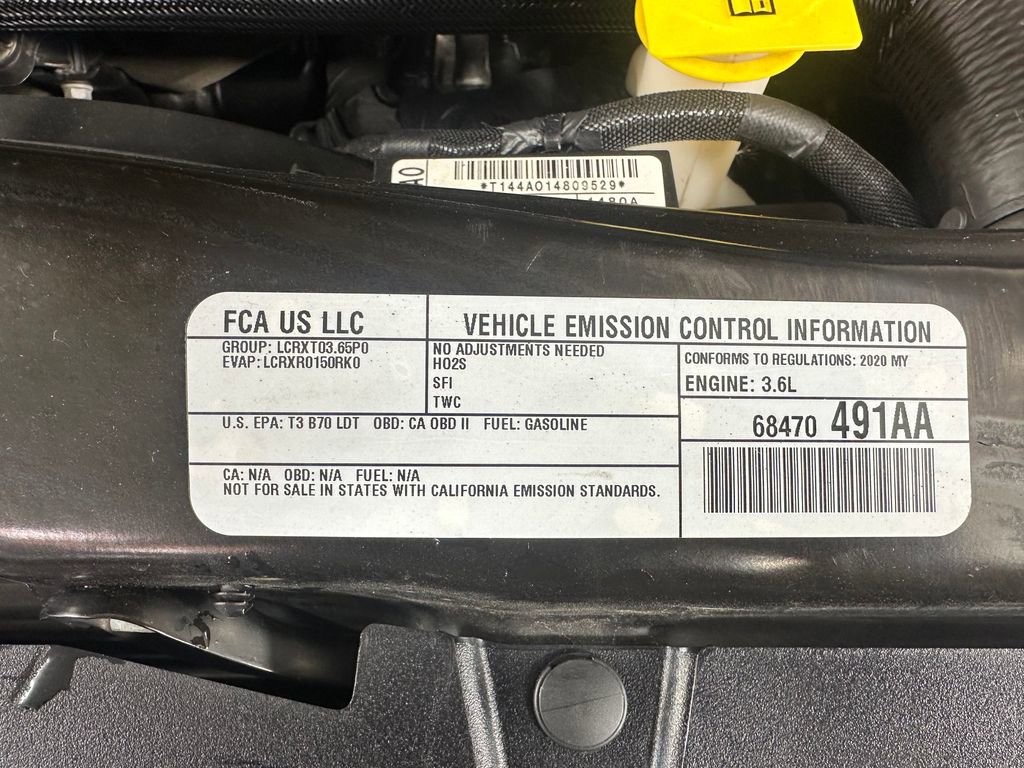 *T144A014809529*
FCA US LLC
VEHICLE EMISSION CONTROL INFORMATION
GROUP: LCRXT03.65P0
EVAP: LCRXR0150RK0
NO ADJUSTMENTS NEEDED
HO2S
SFI
TWC
CONFORMS TO REGULATIONS: 2020 MY
ENGINE: 3.6L
68470 491AA
U.S. EPA: T3 B70 LDT OBD: CA OBD II FUEL: GASOLINE
CA: N/A OBD: N/A FUEL: N/A
NOT FOR SALE IN STATES WITH CALIFORNIA EMISSION STANDARDS.